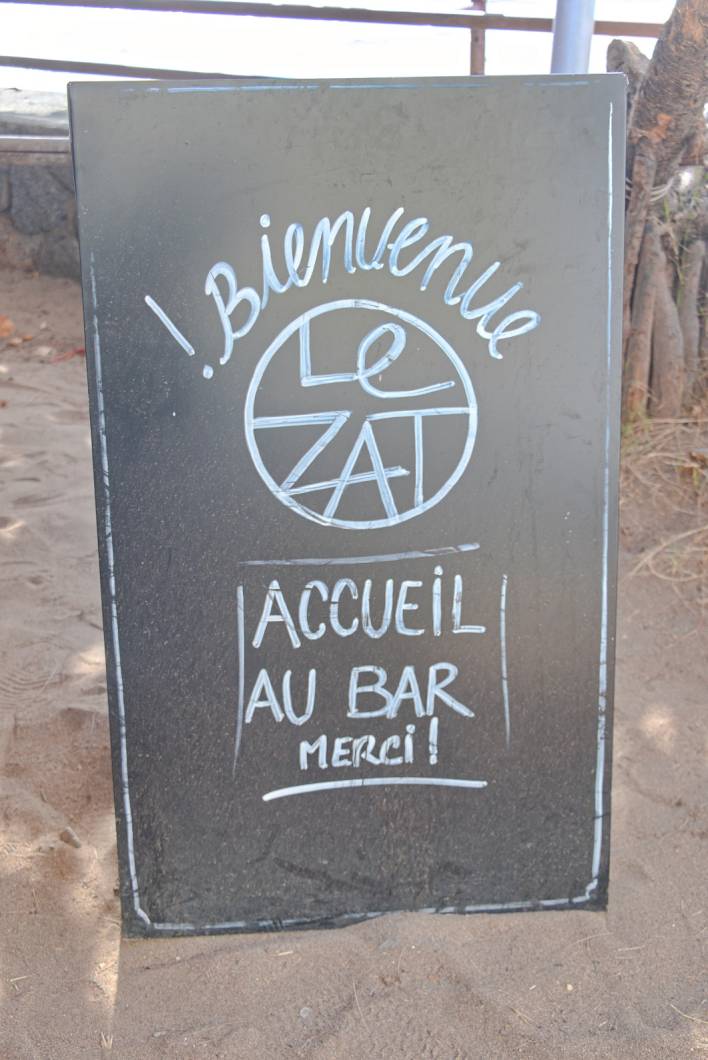 ! Bienvenue
Le
ZAT
ACCUEiL
AU BAR
MERCi !